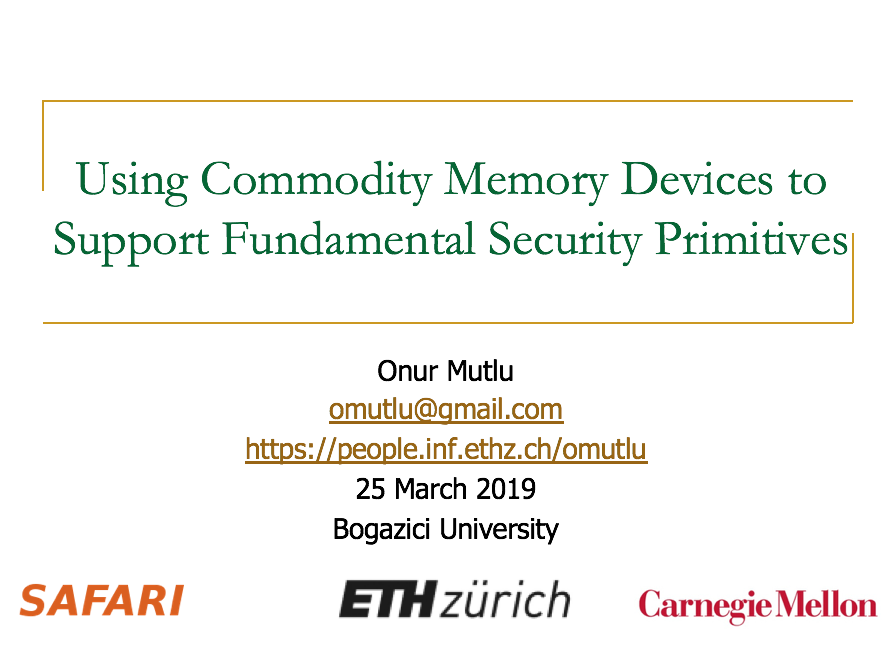 Using Commodity Memory Devices to
Support Fundamental Security Primitives
Onur Mutlu
omutlu@gmail.com
https://people.inf.ethz.ch/omutlu
25 March 2019
Bogazici University
SAFARI ETH zürich Carnegie Mellon